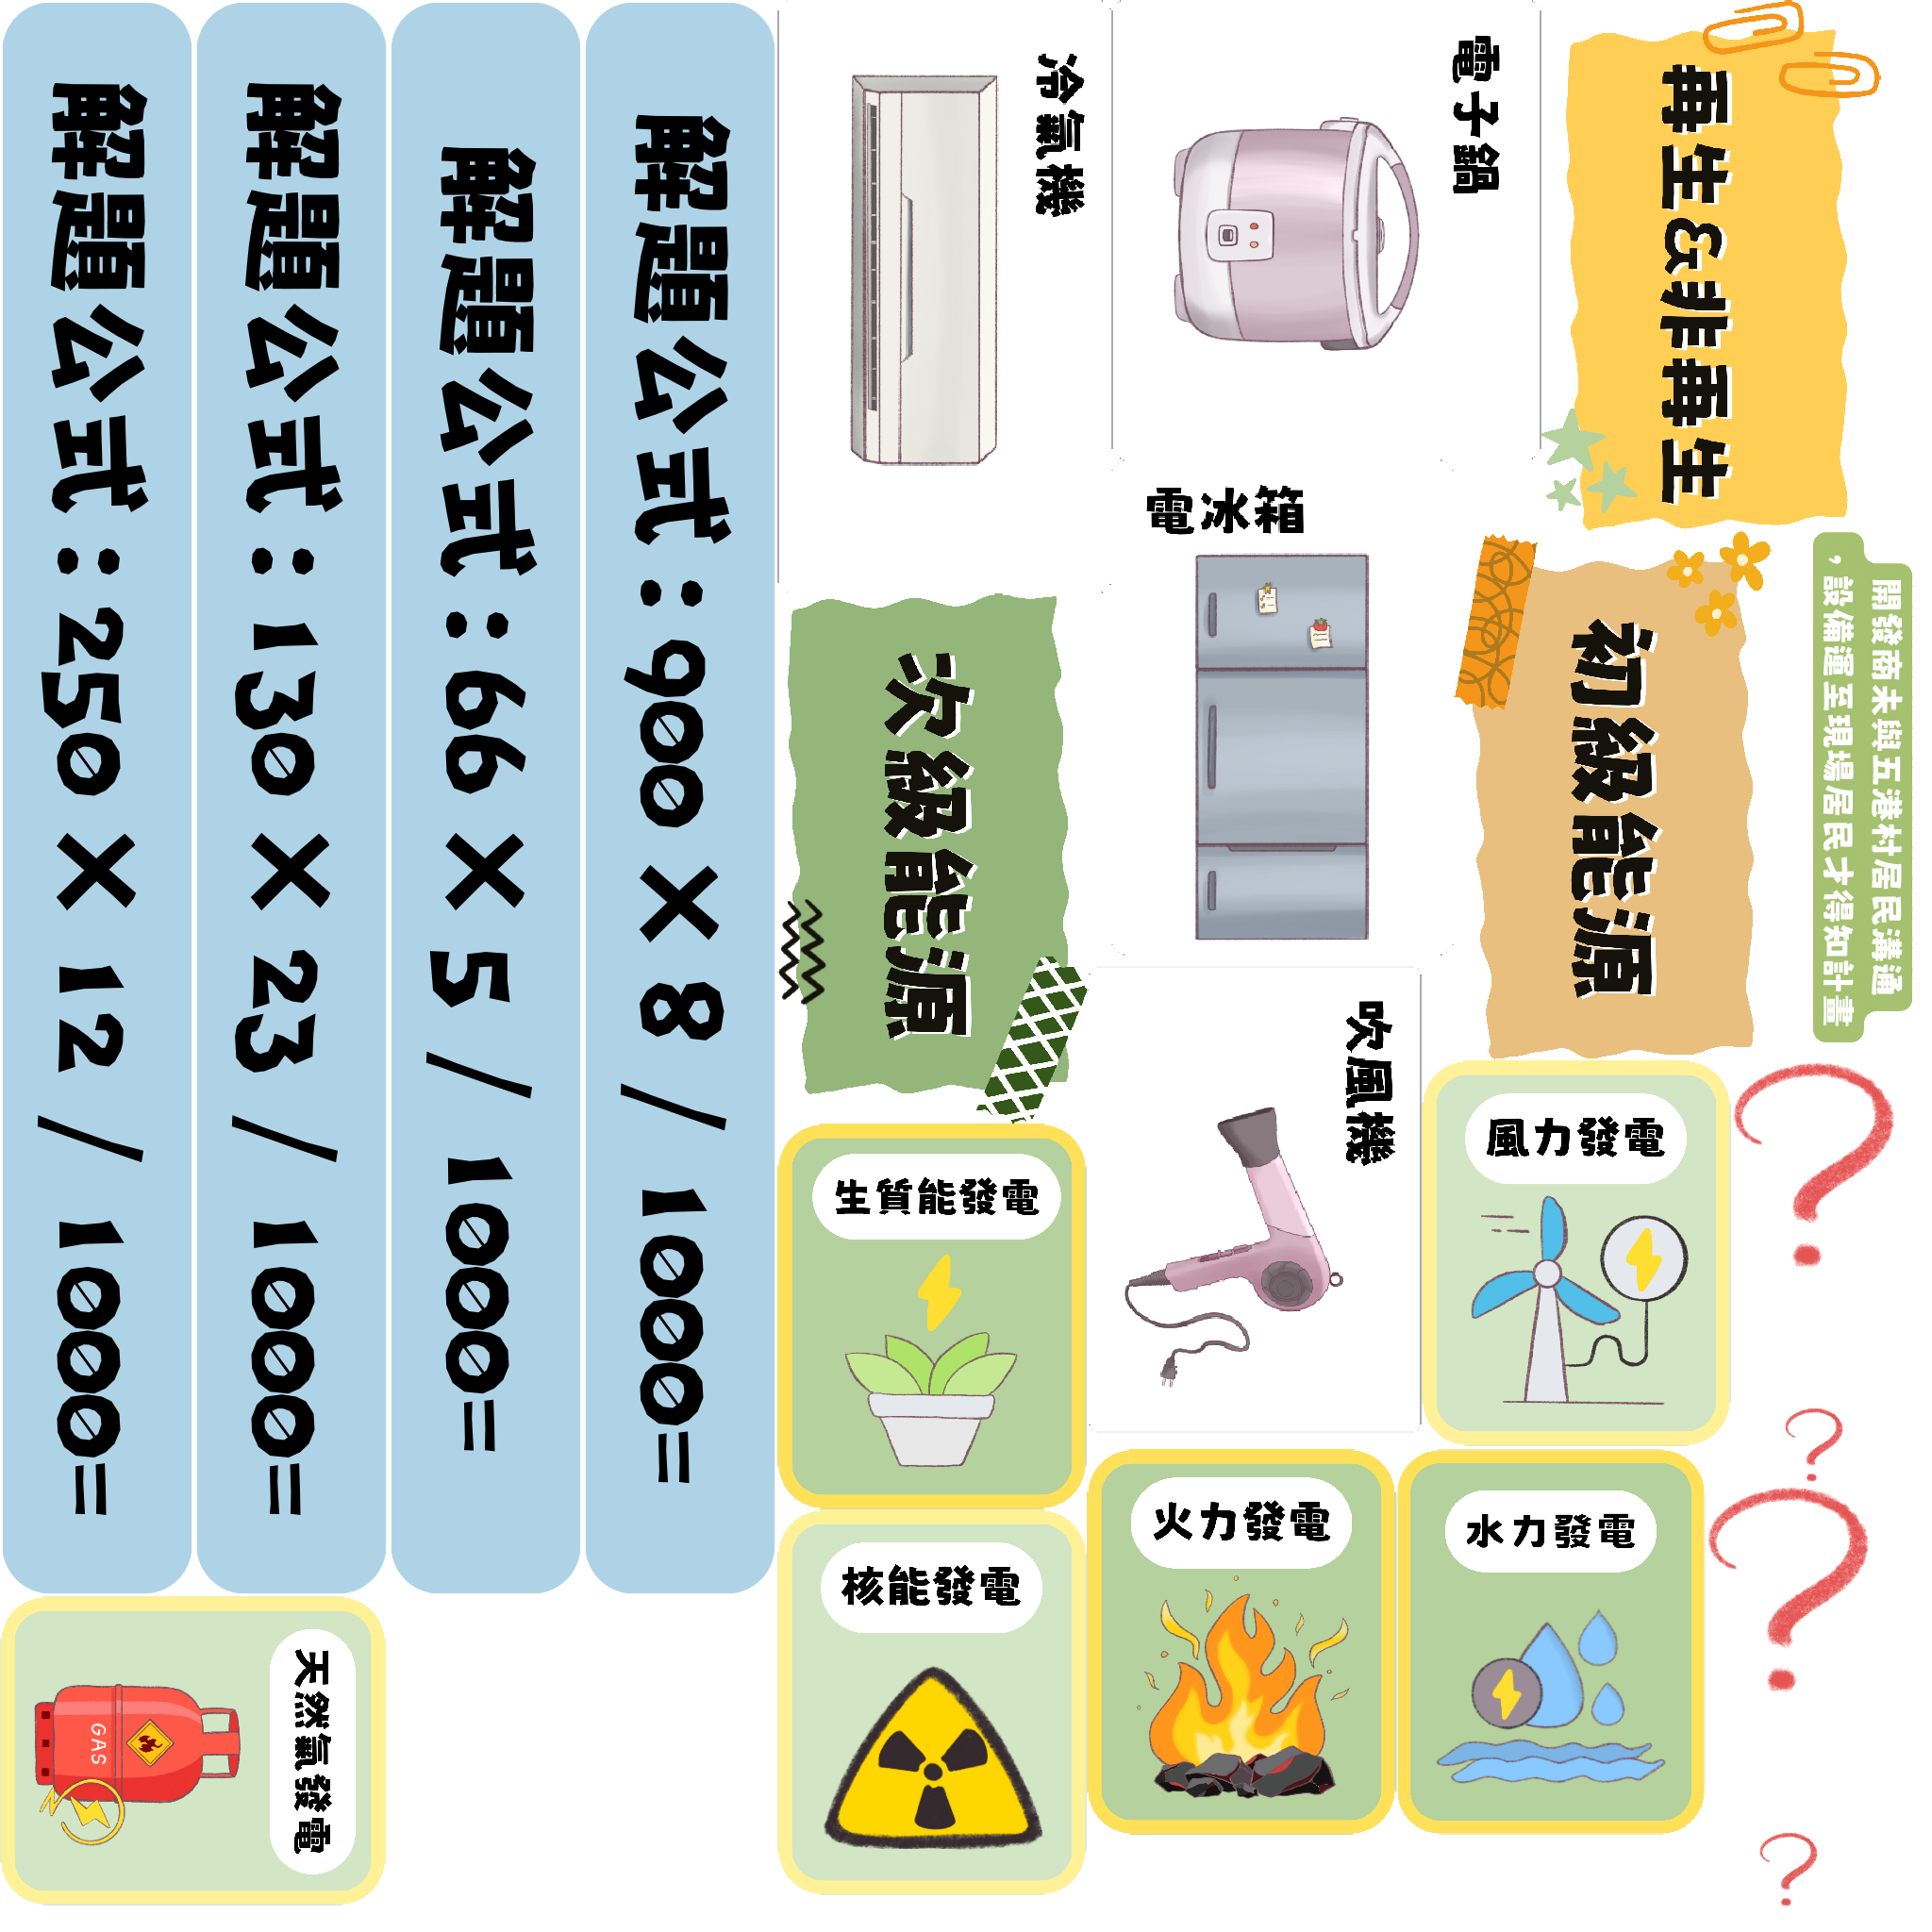 解題公式：250 × 12 / 1000=
解題公式：130 × 23 / 1000=
解題公式：66 × 5 / 1000=
解題公式：900 × 8 / 1000=
冷氣機
電子鍋
再生&非再生
電冰箱
初級能源
開發商未與五港村居民溝通
，設備運至現場居民才得知計畫
次級能源
吹風機
風力發電
生質能發電
火力發電
水力發電
核能發電
天然氣發電
GAS
?
?
?
?